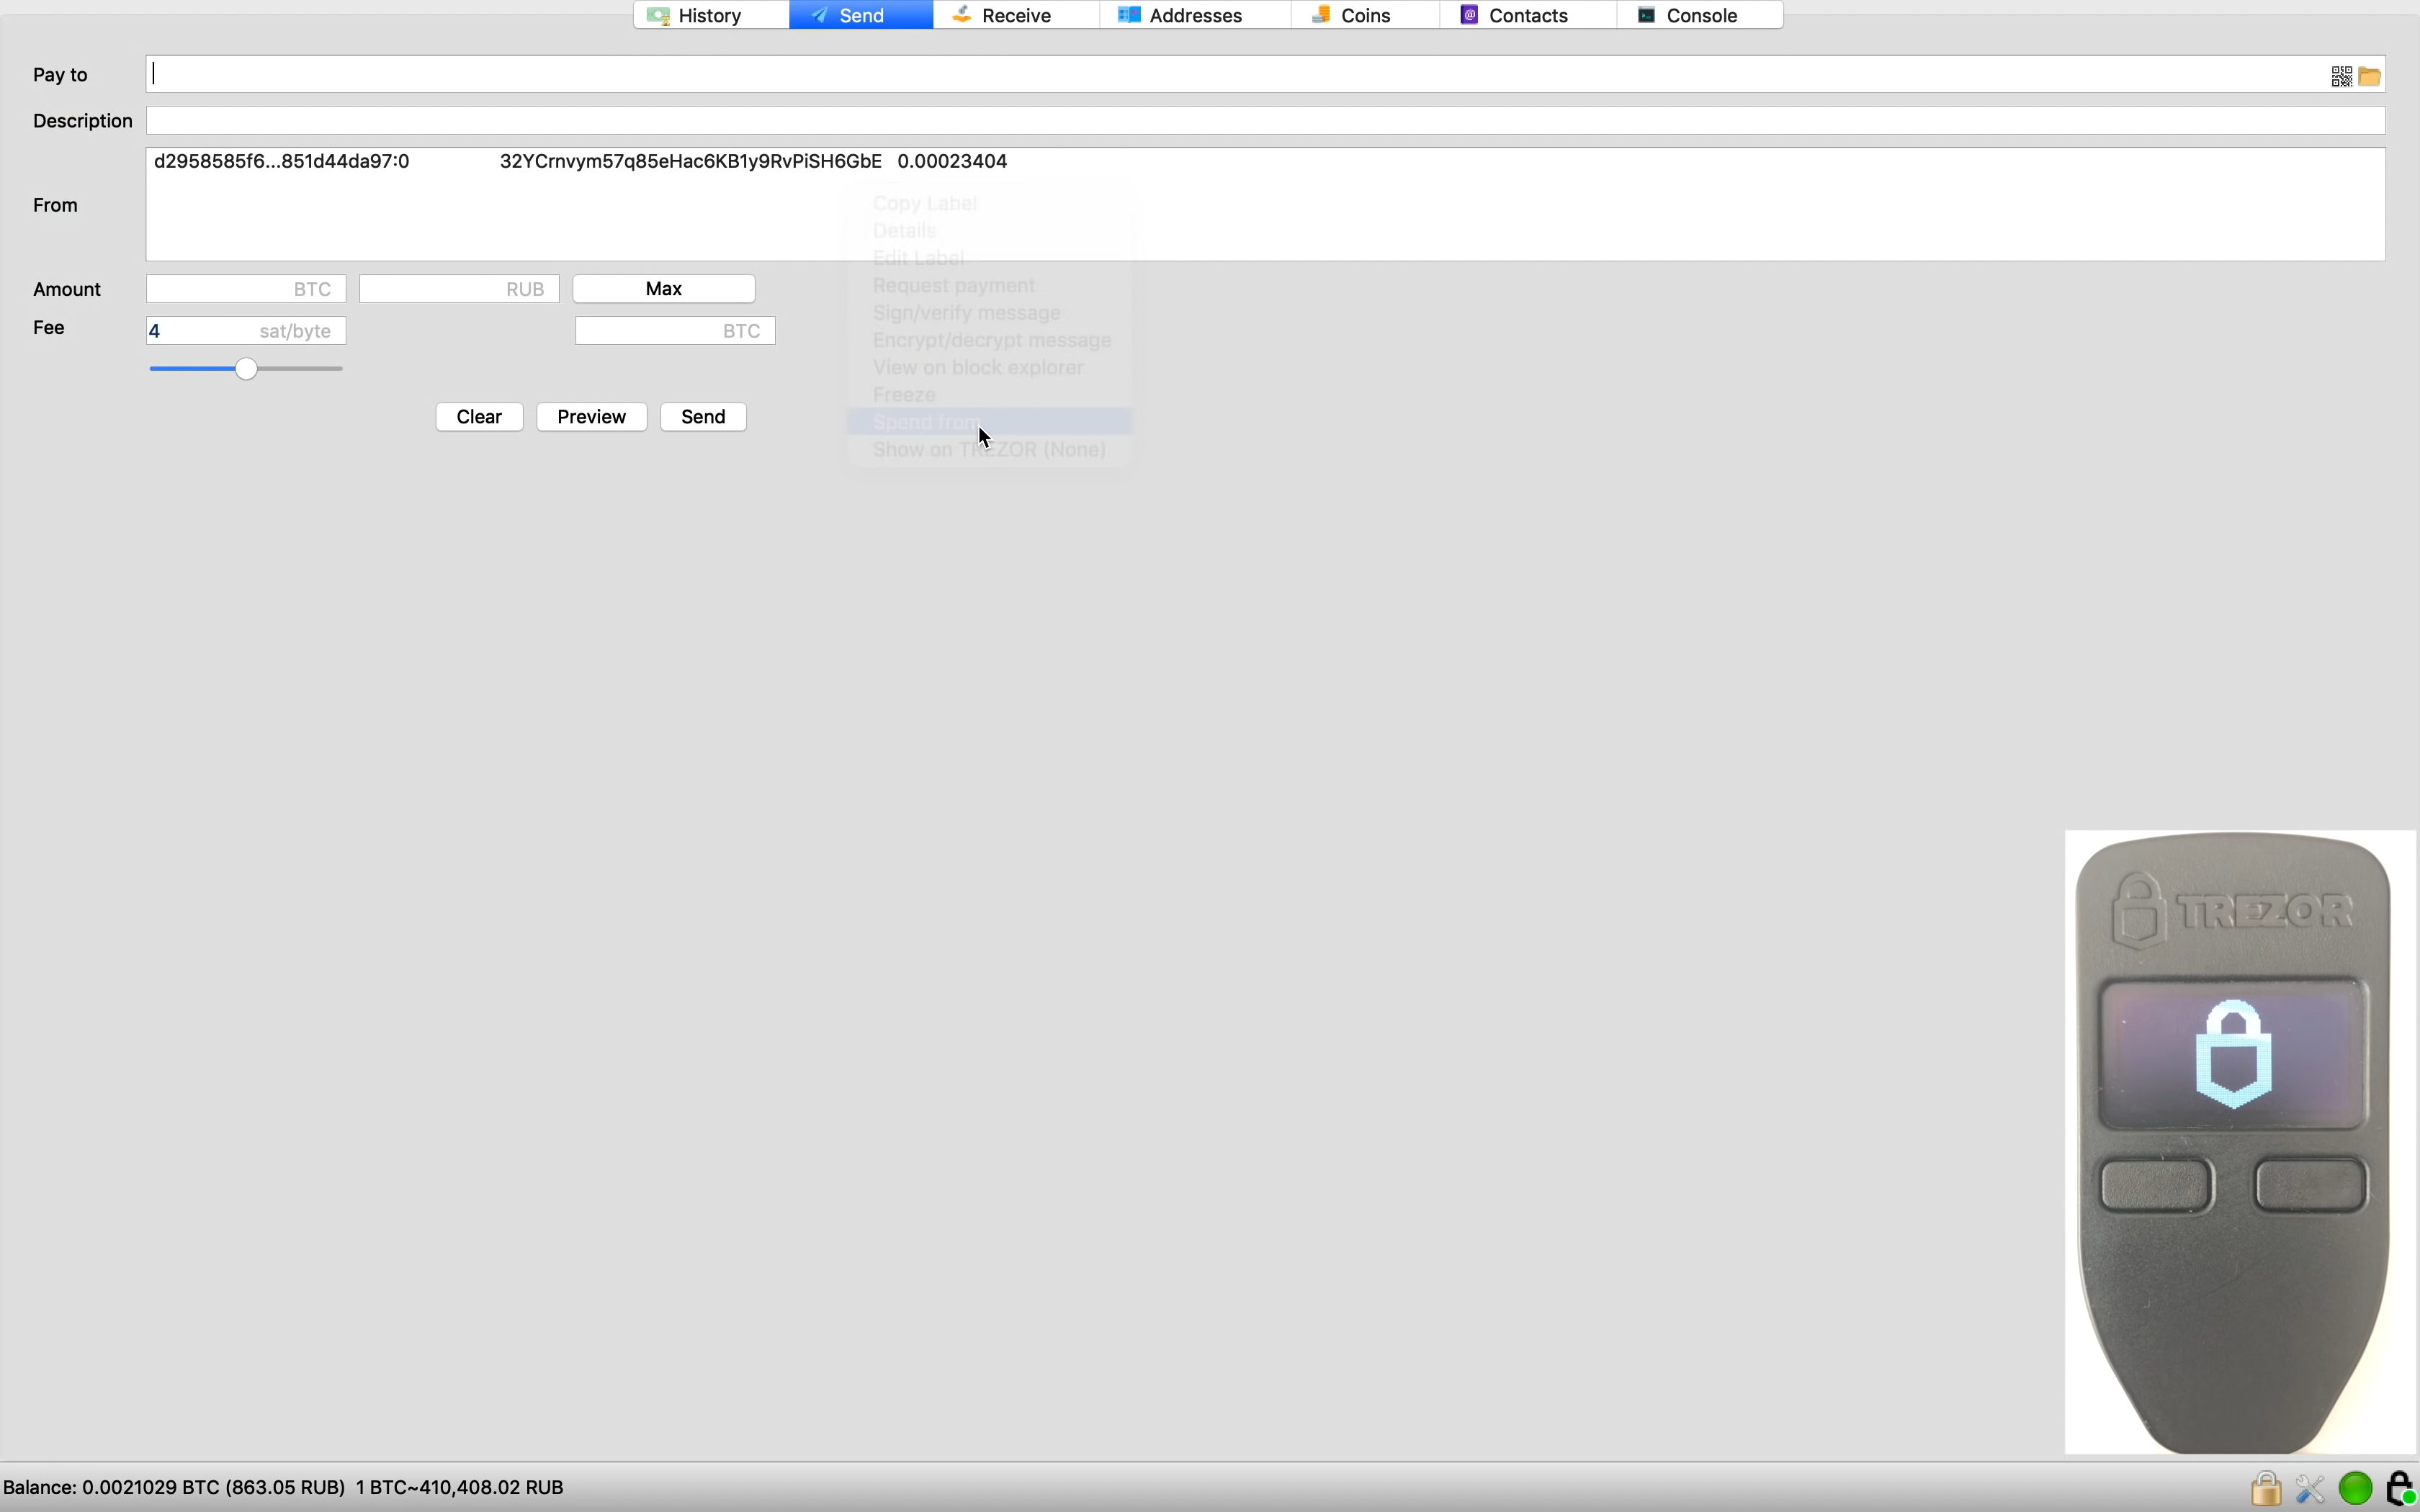 History Send Receive Addresses Coins Contacts Console
Pay to
Description
From
d2958585f6...851d44da97:0 32YCrnvym57q85eHac6KB1y9RvPiSH6GbE 0.00023404
Copy Label
Details
Edit Label
Request payment
Sign/verify message
Encrypt/decrypt message
View on block explorer
Freeze
Spend from
Show on TREZOR (None)
Amount BTC RUB Max
Fee 4 sat/byte BTC
Clear Preview Send
TREZOR
Balance: 0.0021029 BTC (863.05 RUB) 1 BTC~410,408.02 RUB